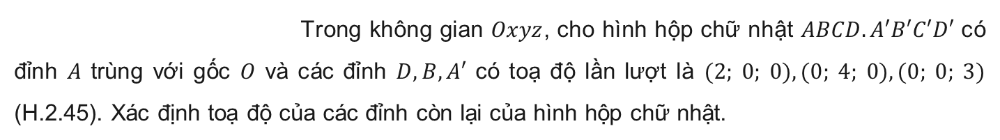 Trong không gian Oxyz, cho hình hộp chữ nhật ABCD.A′B′C′D′ có
đỉnh A trùng với gốc O và các đỉnh D, B, A′ có toạ độ lần lượt là (2; 0; 0), (0; 4; 0), (0; 0; 3)
(H.2.45). Xác định toạ độ của các đỉnh còn lại của hình hộp chữ nhật.